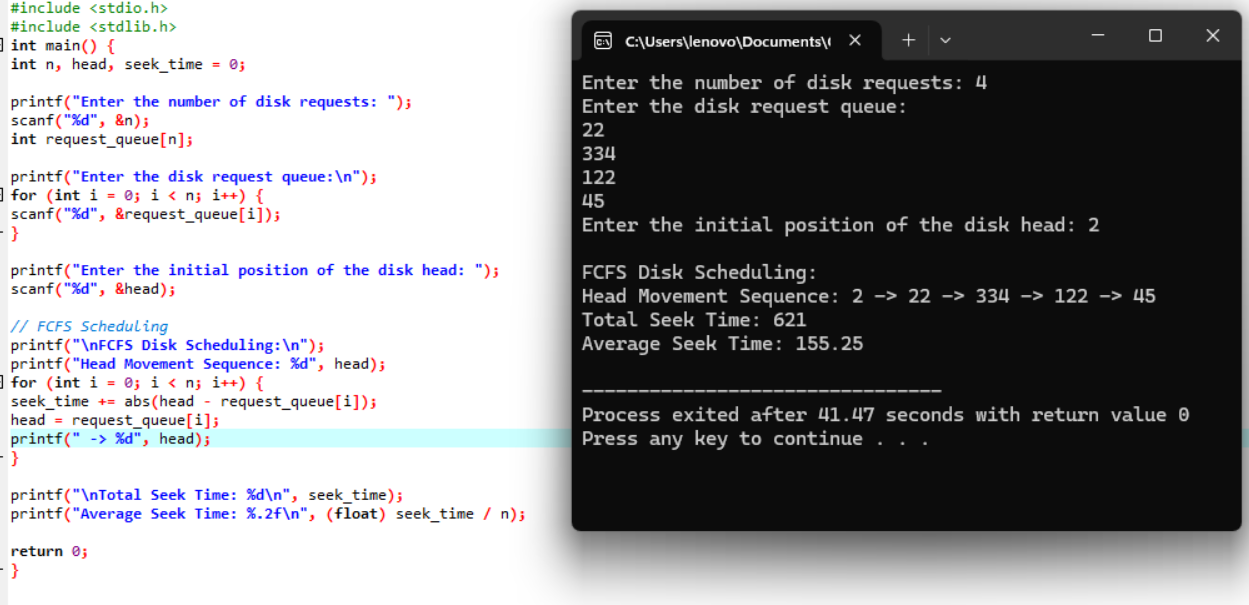 #include <stdio.h>
#include <stdlib.h>
int main() {
int n, head, seek_time = 0;
printf("Enter the number of disk requests: ");
scanf("%d", &n);
int request_queue[n];
printf("Enter the disk request queue:\n");
for (int i = 0; i < n; i++) {
scanf("%d", &request_queue[i]);
}
printf("Enter the initial position of the disk head: ");
scanf("%d", &head);
// FCFS Scheduling
printf("\nFCFS Disk Scheduling:\n");
printf("Head Movement Sequence: %d", head);
for (int i = 0; i < n; i++) {
seek_time += abs(head - request_queue[i]);
head = request_queue[i];
printf(" -> %d", head);
}
printf("\nTotal Seek Time: %d\n", seek_time);
printf("Average Seek Time: %.2f\n", (float) seek_time / n);
return 0;
}
C:\Users\lenovo\Documents\
Enter the number of disk requests: 4
Enter the disk request queue:
22
334
122
45
Enter the initial position of the disk head: 2
FCFS Disk Scheduling:
Head Movement Sequence: 2 -> 22 -> 334 -> 122 -> 45
Total Seek Time: 621
Average Seek Time: 155.25
--------------------------------
Process exited after 41.47 seconds with return value 0
Press any key to continue . . .